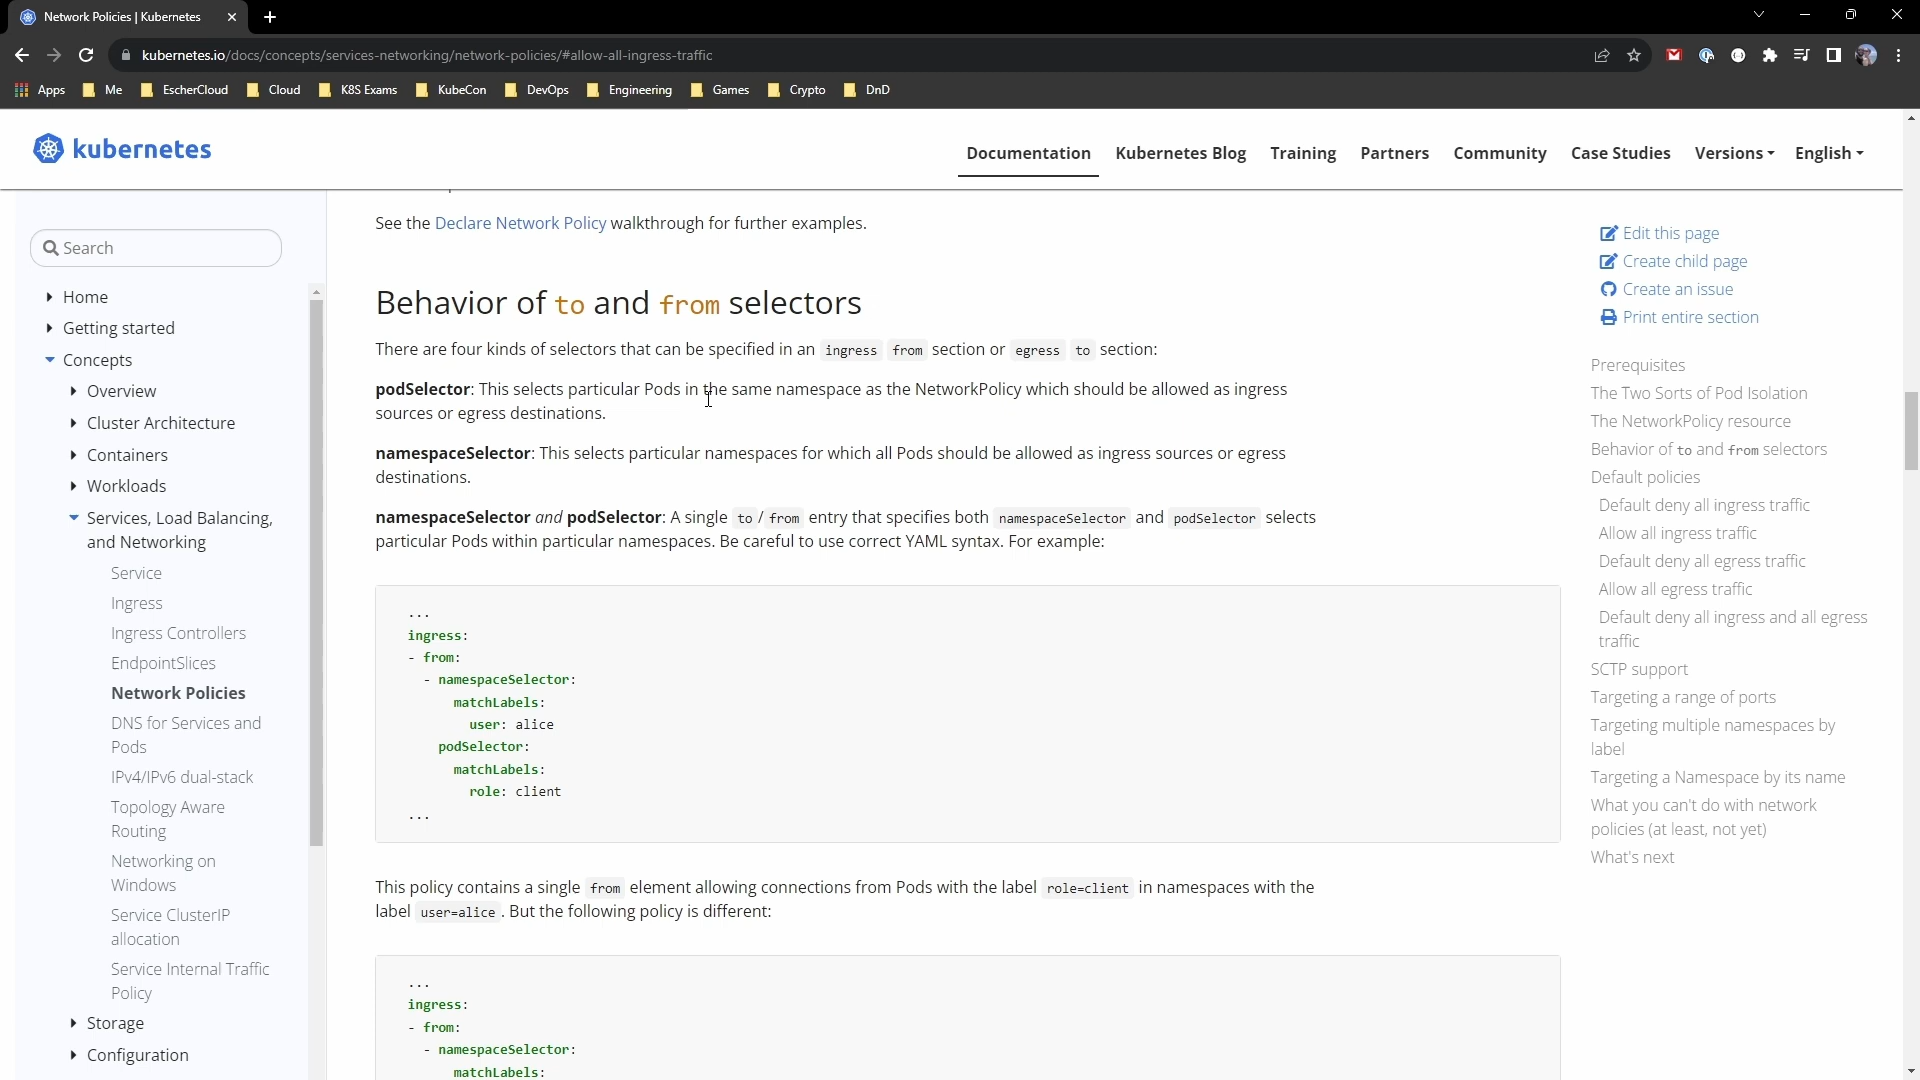 Network Policies | Kubernetes
kubernetes.io/docs/concepts/services-networking/network-policies/#allow-all-ingress-traffic
Apps Me EscherCloud Cloud K8S Exams KubeCon DevOps Engineering Games Crypto DnD
kubernetes
Documentation Kubernetes Blog Training Partners Community Case Studies Versions English
Search
Home
Getting started
Concepts
Overview
Cluster Architecture
Containers
Workloads
Services, Load Balancing,
and Networking
Service
Ingress
Ingress Controllers
EndpointSlices
Network Policies
DNS for Services and
Pods
IPv4/IPv6 dual-stack
Topology Aware
Routing
Networking on
Windows
Service ClusterIP
allocation
Service Internal Traffic
Policy
Storage
Configuration
See the Declare Network Policy walkthrough for further examples.
Behavior of to and from selectors
There are four kinds of selectors that can be specified in an ingress from section or egress to section:
podSelector: This selects particular Pods in the same namespace as the NetworkPolicy which should be allowed as ingress
sources or egress destinations.
namespaceSelector: This selects particular namespaces for which all Pods should be allowed as ingress sources or egress
destinations.
namespaceSelector and podSelector: A single to / from entry that specifies both namespaceSelector and podSelector selects
particular Pods within particular namespaces. Be careful to use correct YAML syntax. For example:
...
ingress:
- from:
- namespaceSelector:
matchLabels:
user: alice
podSelector:
matchLabels:
role: client
...
This policy contains a single from element allowing connections from Pods with the label role=client in namespaces with the
label user=alice . But the following policy is different:
...
ingress:
- from:
- namespaceSelector:
matchLabels:
Edit this page
Create child page
Create an issue
Print entire section
Prerequisites
The Two Sorts of Pod Isolation
The NetworkPolicy resource
Behavior of to and from selectors
Default policies
Default deny all ingress traffic
Allow all ingress traffic
Default deny all egress traffic
Allow all egress traffic
Default deny all ingress and all egress
traffic
SCTP support
Targeting a range of ports
Targeting multiple namespaces by
label
Targeting a Namespace by its name
What you can't do with network
policies (at least, not yet)
What's next